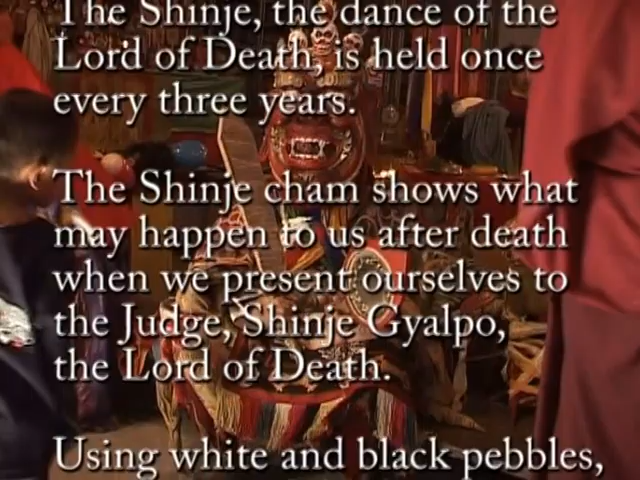 The Shinje, the dance of the
Lord of Death, is held once
every three years.
The Shinje cham shows what
may happen to us after death
when we present ourselves to
the Judge, Shinje Gyalpo,
the Lord of Death.
Using white and black pebbles,